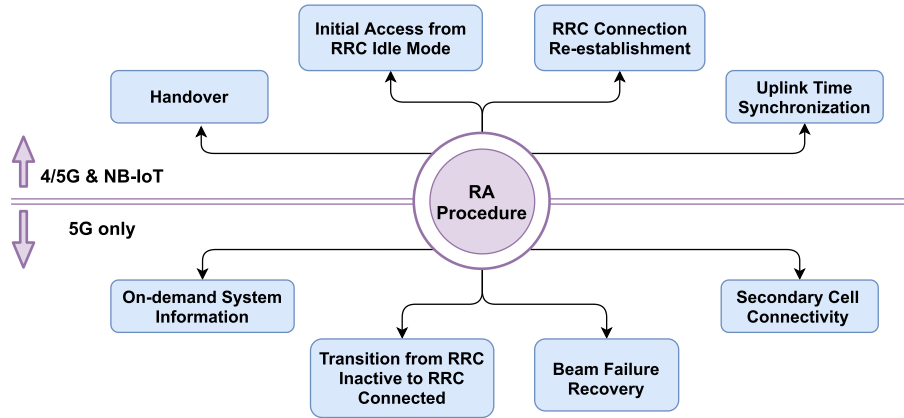 Initial Access from
RRC Idle Mode
RRC Connection
Re-establishment
Handover
Uplink Time
Synchronization
4/5G & NB-IoT
RA
Procedure
5G only
On-demand System
Information
Secondary Cell
Connectivity
Transition from RRC
Inactive to RRC
Connected
Beam Failure
Recovery